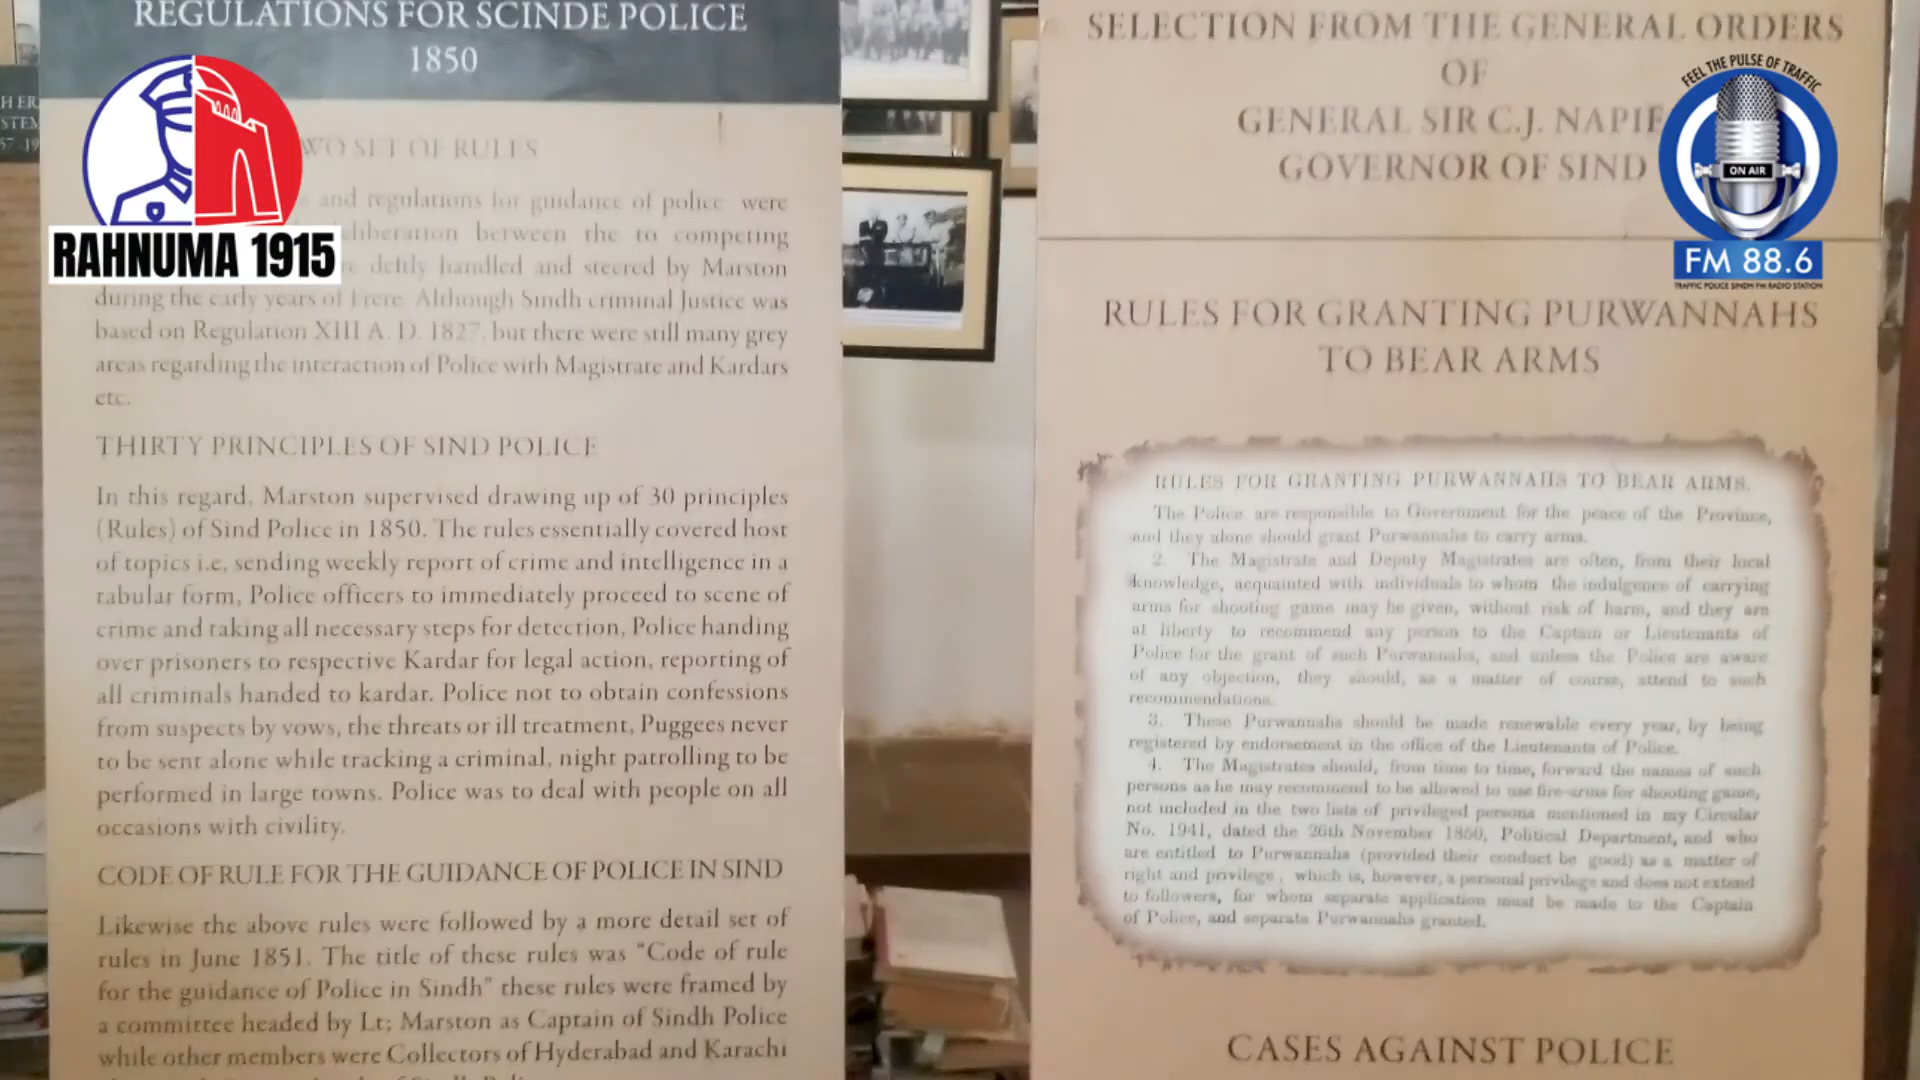 REGULATIONS FOR SCINDE POLICE
1850
H ER
STEM
RAHNUMA 1915
WO SET OF RULES
and regulations for guidance of police were
deliberation between the to competing
deftly handled and steered by Marston
during the early years of Frere. Although Sindh criminal Justice was
based on Regulation XIII A. D. 1827, but there were still many grey
areas regarding the interaction of Police with Magistrate and Kardars
etc.
THIRTY PRINCIPLES OF SIND POLICE
In this regard, Marston supervised drawing up of 30 principles
(Rules) of Sind Police in 1850. The rules essentially covered host
of topics i.e, sending weekly report of crime and intelligence in a
tabular form, Police officers to immediately proceed to scene of
crime and taking all necessary steps for detection, Police handing
over prisoners to respective Kardar for legal action, reporting of
all criminals handed to kardar. Police not to obtain confessions
from suspects by vows, the threats or ill treatment, Puggees never
to be sent alone while tracking a criminal, night patrolling to be
performed in large towns. Police was to deal with people on all
occasions with civility.
CODE OF RULE FOR THE GUIDANCE OF POLICE IN SIND
Likewise the above rules were followed by a more detail set of
rules in June 1851. The title of these rules was "Code of rule
for the guidance of Police in Sindh" these rules were framed by
a committee headed by Lt; Marston as Captain of Sindh Police
while other members were Collectors of Hyderabad and Karachi
SELECTION FROM THE GENERAL ORDERS
OF
GENERAL SIR C.J. NAPIE
GOVERNOR OF SIND
FEEL THE PULSE OF TRAFFIC
ON AIR
FM 88.6
TRAFFIC POLICE SINDH FM RADIO STATION
RULES FOR GRANTING PURWANNAHS
TO BEAR ARMS
RULES FOR GRANTING PURWANNAHS TO BEAR ARMS.
The Police are responsible to Government for the peace of the Province,
and they alone should grant Purwannahs to carry arms.
2. The Magistrate and Deputy Magistrates are often, from their local
knowledge, acquainted with individuals to whom the indulgence of carrying
arms for shooting game may be given, without risk of harm, and they are
at liberty to recommend any person to the Captain or Lieutenants of
Police for the grant of such Purwannahs, and unless the Police are aware
of any objection, they should, as a matter of course, attend to such
recommendations.
3. These Purwannahs should be made renewable every year, by being
registered by endorsement in the office of the Lieutenants of Police.
4. The Magistrates should, from time to time, forward the names of such
persons as he may recommend to be allowed to use fire-arms for shooting game,
not included in the two lists of privileged persons mentioned in my Circular
No. 1941, dated the 26th November 1850, Political Department, and who
are entitled to Purwannahs (provided their conduct be good) as a matter of
right and privilege, which is, however, a personal privilege and does not extend
to followers, for whom separate application must be made to the Captain
of Police, and separate Purwannahs granted.
CASES AGAINST POLICE